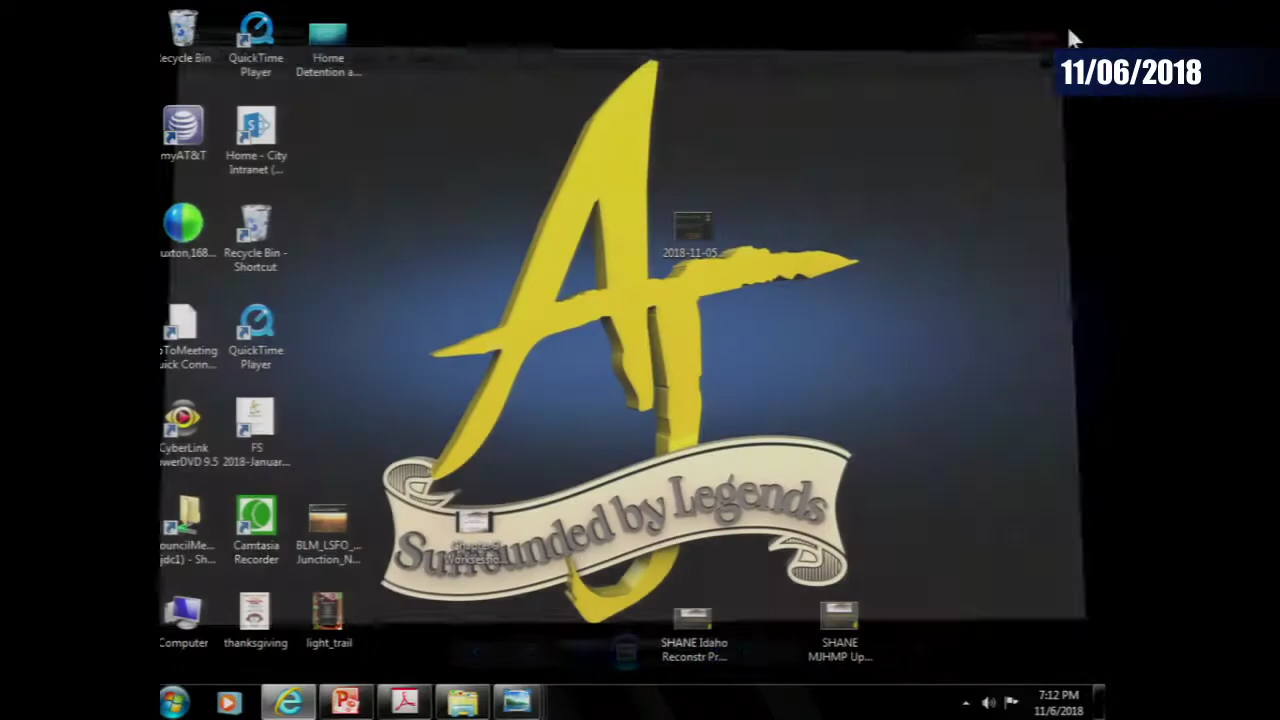 ecycle Bin
QuickTime
Player
Home
Detention a...
11/06/2018
myAT&T
Home - City
Intranet (...
uxton,168...
Recycle Bin -
Shortcut
2018-11-05...
oToMeeting
uick Conn...
QuickTime
Player
CyberLink
owerDVD 9.5
FS
2018-Januar...
AJ
Surrounded by Legends
ouncilMe...
jdc1) - Sh...
Camtasia
Recorder
BLM_LSFO_...
Junction_N...
Worksessio...
Computer
thanksgiving
light_trail
SHANE Idaho
Reconstr Pr...
SHANE
MJHMP Up...
7:12 PM
11/6/2018